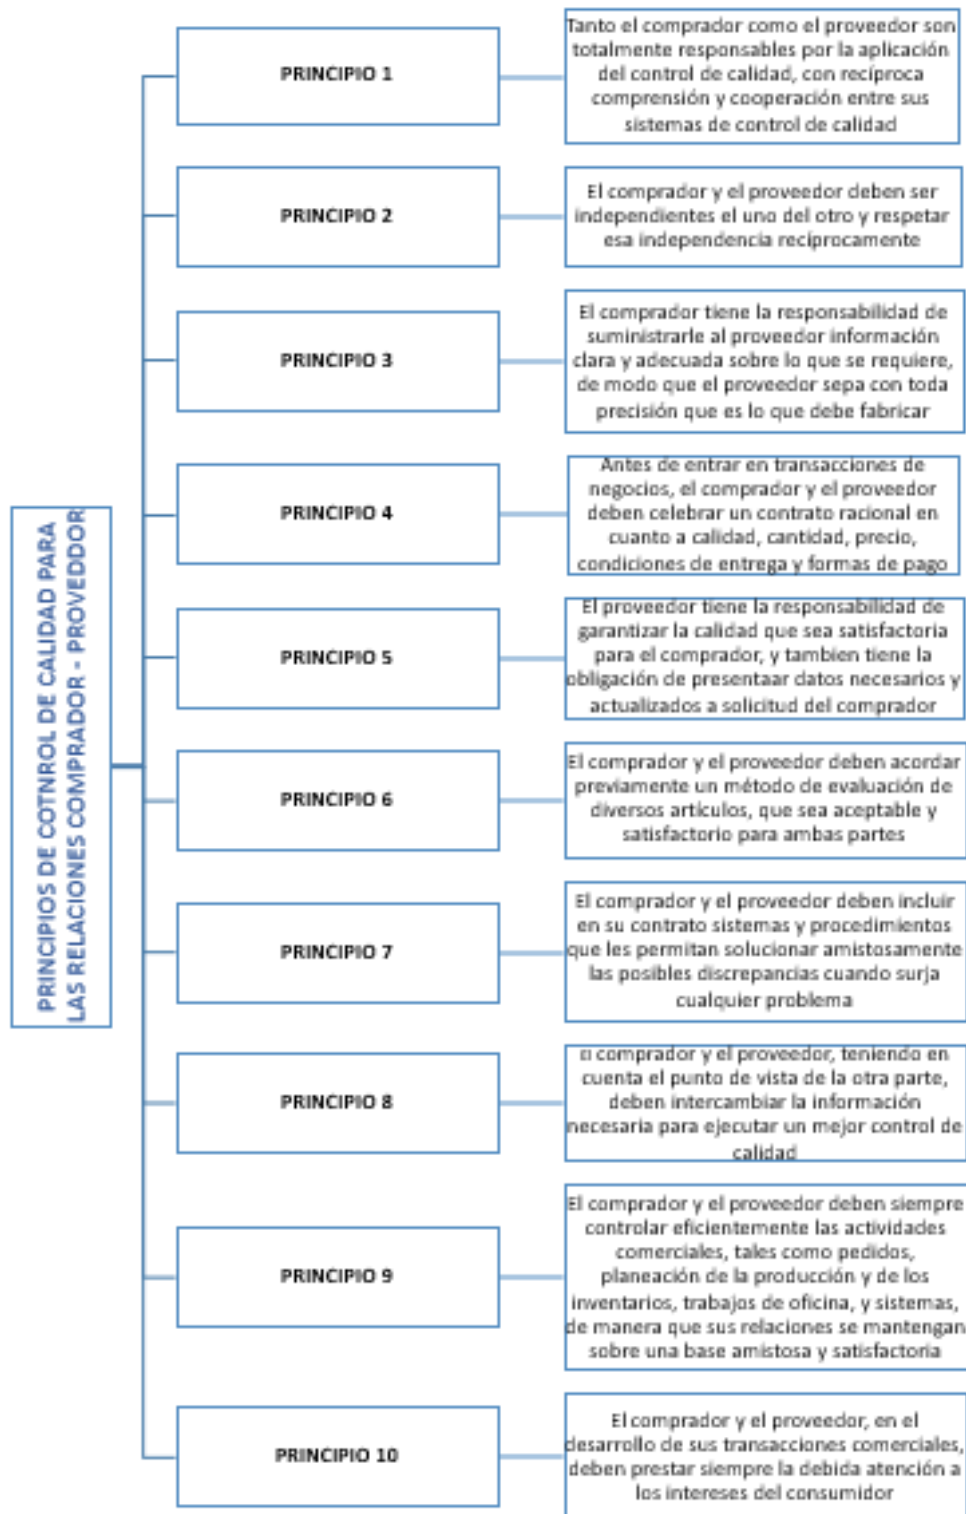 PRINCIPIOS DE COTNROL DE CALIDAD PARA
LAS RELACIONES COMPRADOR - PROVEDDOR
PRINCIPIO 1
Tanto el comprador como el proveedor son
totalmente responsables por la aplicación
del control de calidad, con recíproca
comprensión y cooperación entre sus
sistemas de control de calidad
PRINCIPIO 2
El comprador y el proveedor deben ser
independientes el uno del otro y respetar
esa independencia recíprocamente
PRINCIPIO 3
El comprador tiene la responsabilidad de
suministrarle al proveedor información
clara y adecuada sobre lo que se requiere,
de modo que el proveedor sepa con toda
precisión que es lo que debe fabricar
PRINCIPIO 4
Antes de entrar en transacciones de
negocios, el comprador y el proveedor
deben celebrar un contrato racional en
cuanto a calidad, cantidad, precio,
condiciones de entrega y formas de pago
PRINCIPIO 5
El proveedor tiene la responsabilidad de
garantizar la calidad que sea satisfactoria
para el comprador, y tambien tiene la
obligación de presentaar datos necesarios y
actualizados a solicitud del comprador
PRINCIPIO 6
El comprador y el proveedor deben acordar
previamente un método de evaluación de
diversos artículos, que sea aceptable y
satisfactorio para ambas partes
PRINCIPIO 7
El comprador y el proveedor deben incluir
en su contrato sistemas y procedimientos
que les permitan solucionar amistosamente
las posibles discrepancias cuando surja
cualquier problema
PRINCIPIO 8
El comprador y el proveedor, teniendo en
cuenta el punto de vista de la otra parte,
deben intercambiar la información
necesaria para ejecutar un mejor control de
calidad
PRINCIPIO 9
El comprador y el proveedor deben siempre
controlar eficientemente las actividades
comerciales, tales como pedidos,
planeación de la producción y de los
inventarios, trabajos de oficina, y sistemas,
de manera que sus relaciones se mantengan
sobre una base amistosa y satisfactoria
PRINCIPIO 10
El comprador y el proveedor, en el
desarrollo de sus transacciones comerciales,
deben prestar siempre la debida atención a
los intereses del consumidor